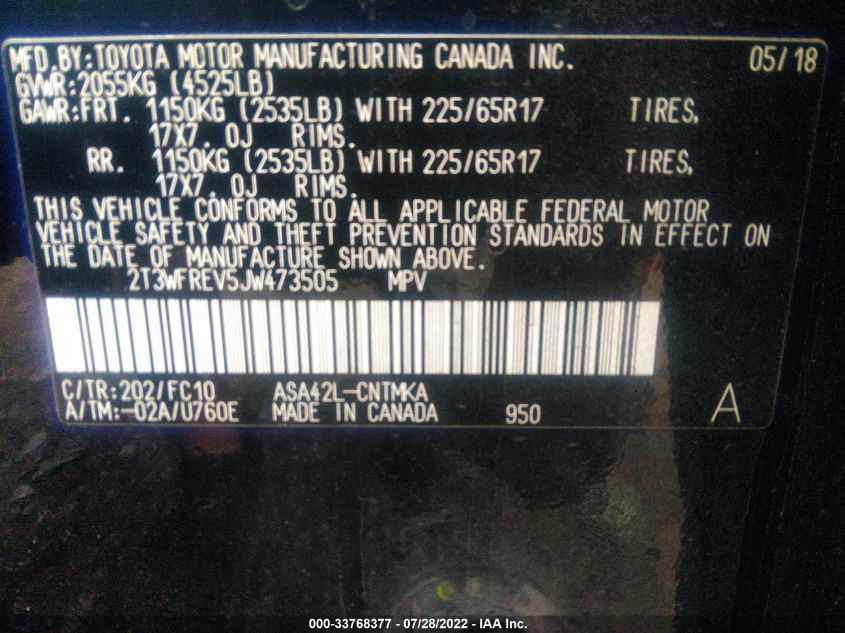 MFD.BY:TOYOTA MOTOR MANUFACTURING CANADA INC. 05/18
GVWR:2055KG (4525LB)
GAWR:FRT. 1150KG (2535LB) WITH 225/65R17 TIRES,
17X7. OJ RIMS.
RR. 1150KG (2535LB) WITH 225/65R17 TIRES,
17X7. OJ RIMS.
THIS VEHICLE CONFORMS TO ALL APPLICABLE FEDERAL MOTOR
VEHICLE SAFETY AND THEFT PREVENTION STANDARDS IN EFFECT ON
THE DATE OF MANUFACTURE SHOWN ABOVE.
2T3WFREV5JW473505 MPV
C/TR:202/FC10 ASA42L-CNTMKA
A/TM:-02A/U760E MADE IN CANADA 950 A
000-33768377 - 07/28/2022 - IAA Inc.